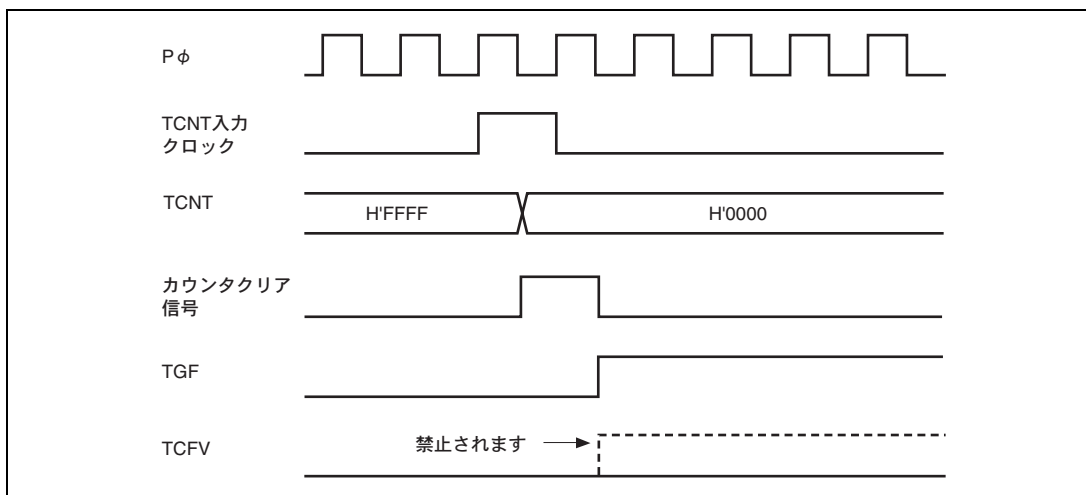 Pφ
TCNT入力
クロック
TCNT
H'FFFF
H'0000
カウンタクリア
信号
TGF
TCFV
禁止されます